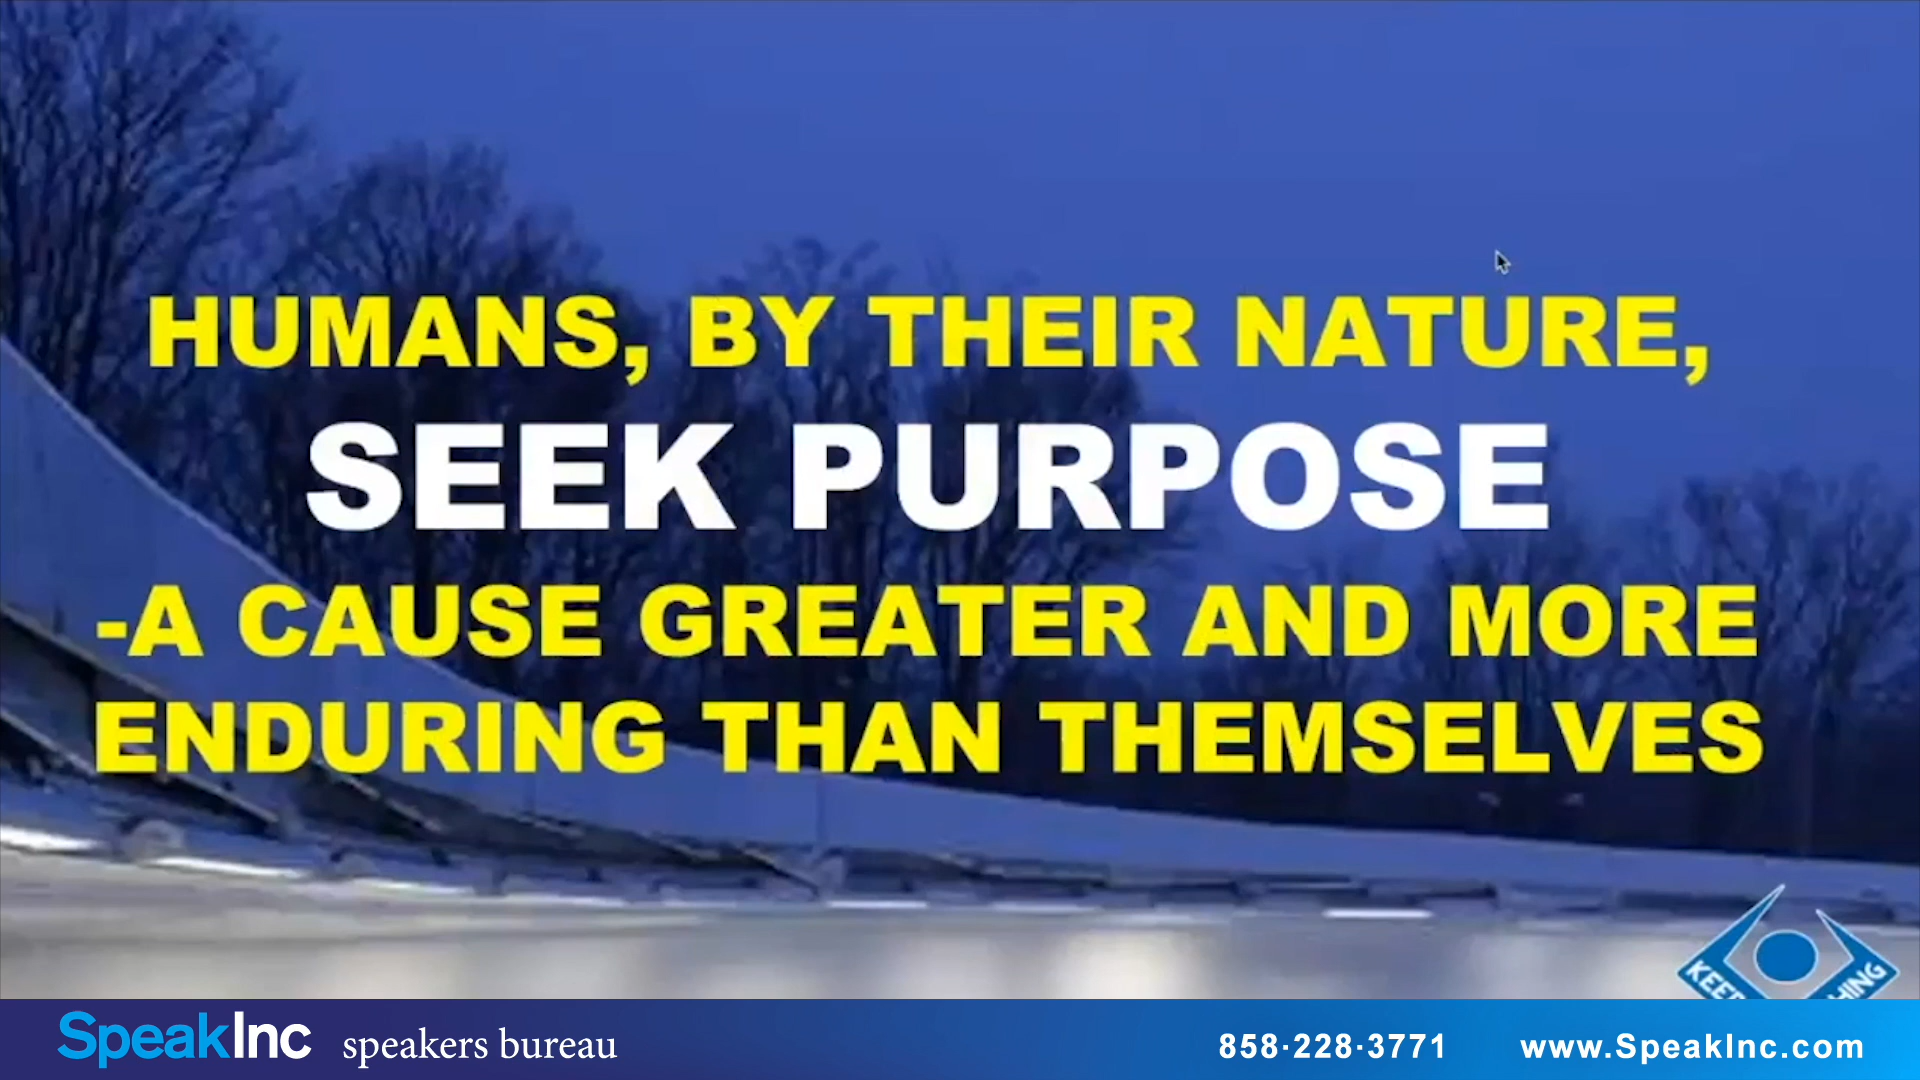 HUMANS, BY THEIR NATURE,
SEEK PURPOSE
-A CAUSE GREATER AND MORE
ENDURING THAN THEMSELVES
SpeakInc speakers bureau
858·228·3771 www.SpeakInc.com